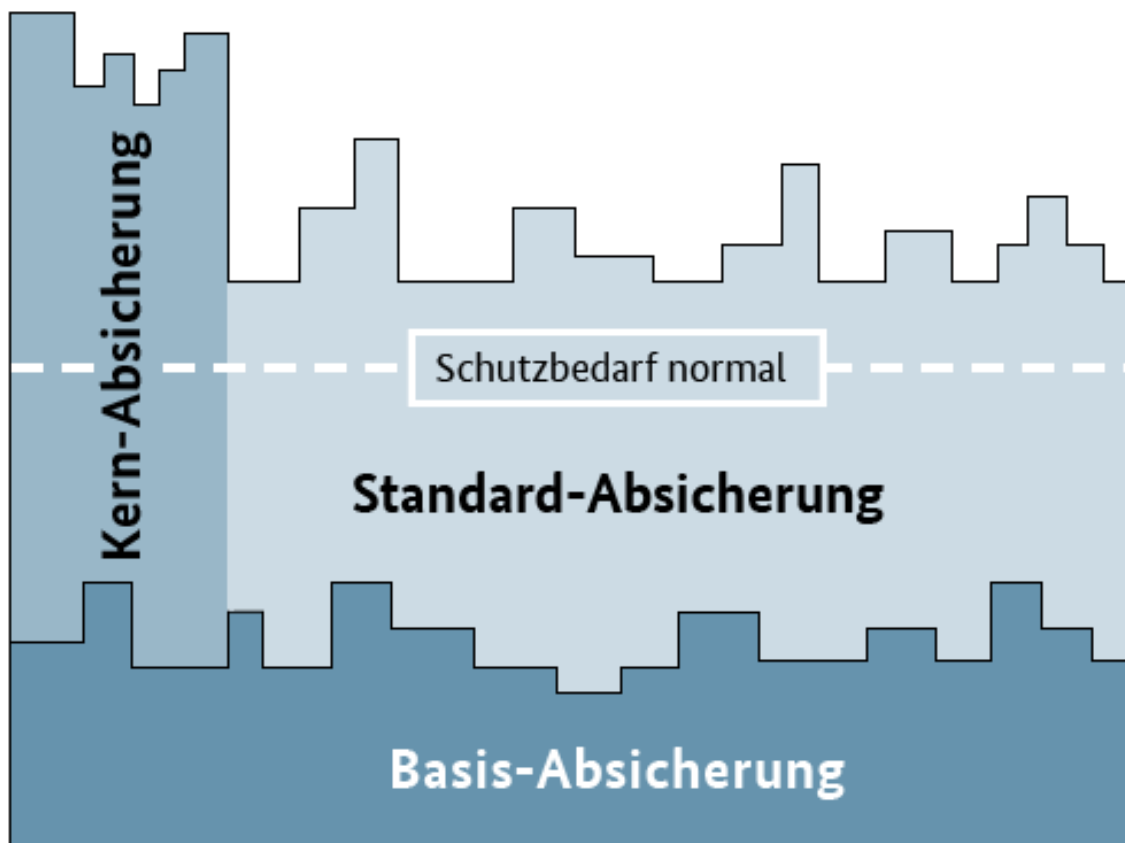 Kern-Absicherung
Schutzbedarf normal
Standard-Absicherung
Basis-Absicherung